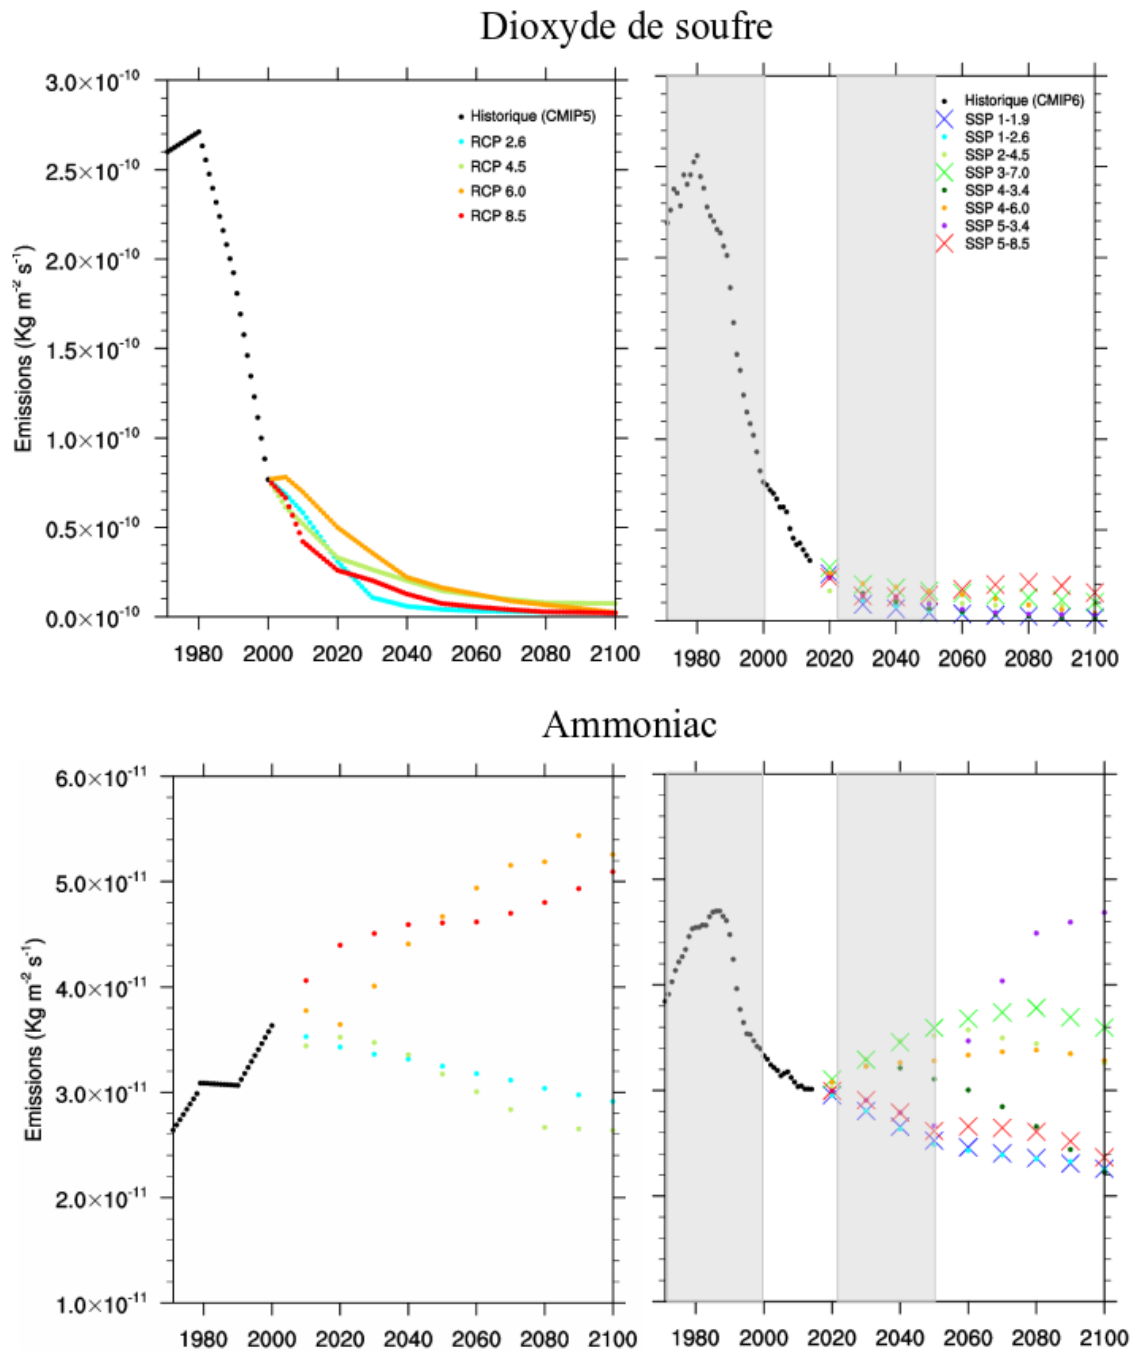 Dioxyde de soufre
Emissions (Kg m⁻² s⁻¹)
3.0×10⁻¹⁰
2.5×10⁻¹⁰
2.0×10⁻¹⁰
1.5×10⁻¹⁰
1.0×10⁻¹⁰
0.5×10⁻¹⁰
0.0×10⁻¹⁰
Historique (CMIP5)
RCP 2.6
RCP 4.5
RCP 6.0
RCP 8.5
1980 2000 2020 2040 2060 2080 2100
Historique (CMIP6)
SSP 1-1.9
SSP 1-2.6
SSP 2-4.5
SSP 3-7.0
SSP 4-3.4
SSP 4-6.0
SSP 5-3.4
SSP 5-8.5
1980 2000 2020 2040 2060 2080 2100
Ammoniac
Emissions (Kg m⁻² s⁻¹)
6.0×10⁻¹¹
5.0×10⁻¹¹
4.0×10⁻¹¹
3.0×10⁻¹¹
2.0×10⁻¹¹
1.0×10⁻¹¹
1980 2000 2020 2040 2060 2080 2100
1980 2000 2020 2040 2060 2080 2100